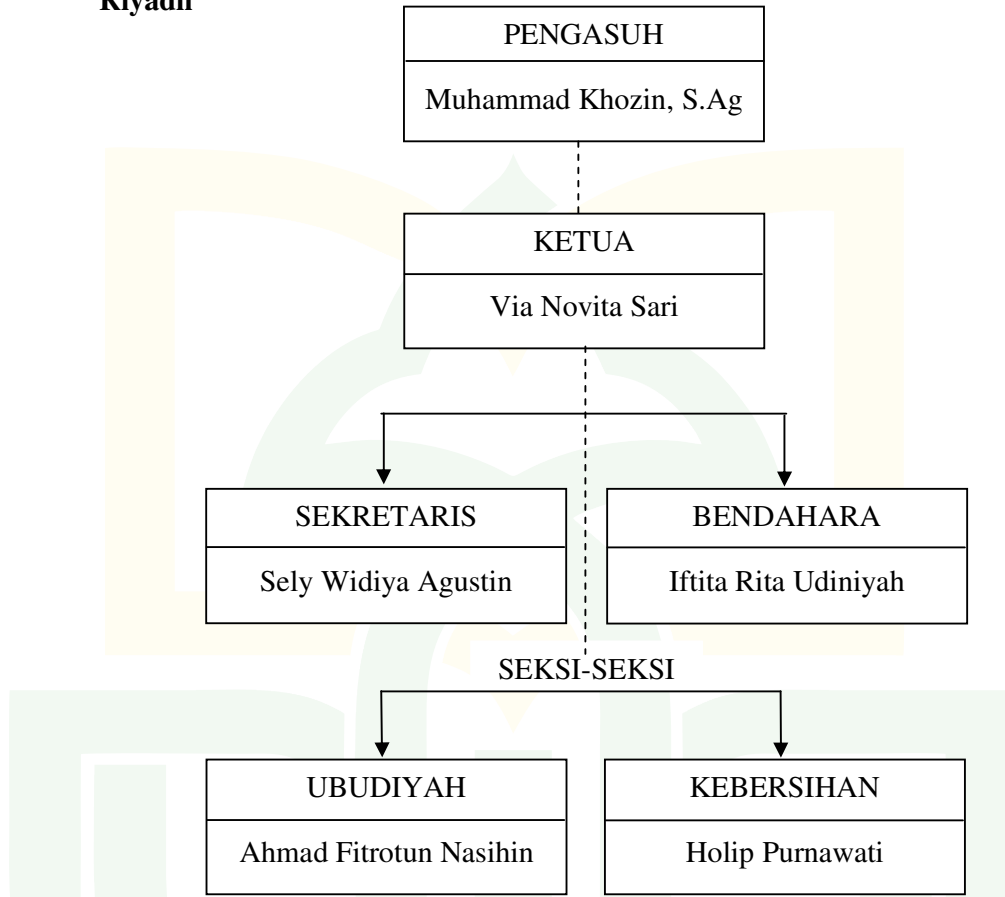 Riyadh
PENGASUH
Muhammad Khozin, S.Ag
KETUA
Via Novita Sari
SEKRETARIS
Sely Widiya Agustin
BENDAHARA
Iftita Rita Udiniyah
SEKSI-SEKSI
UBUDIYAH
Ahmad Fitrotun Nasihin
KEBERSIHAN
Holip Purnawati